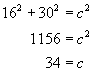 16² + 30² = c²
1156 = c²
34 = c